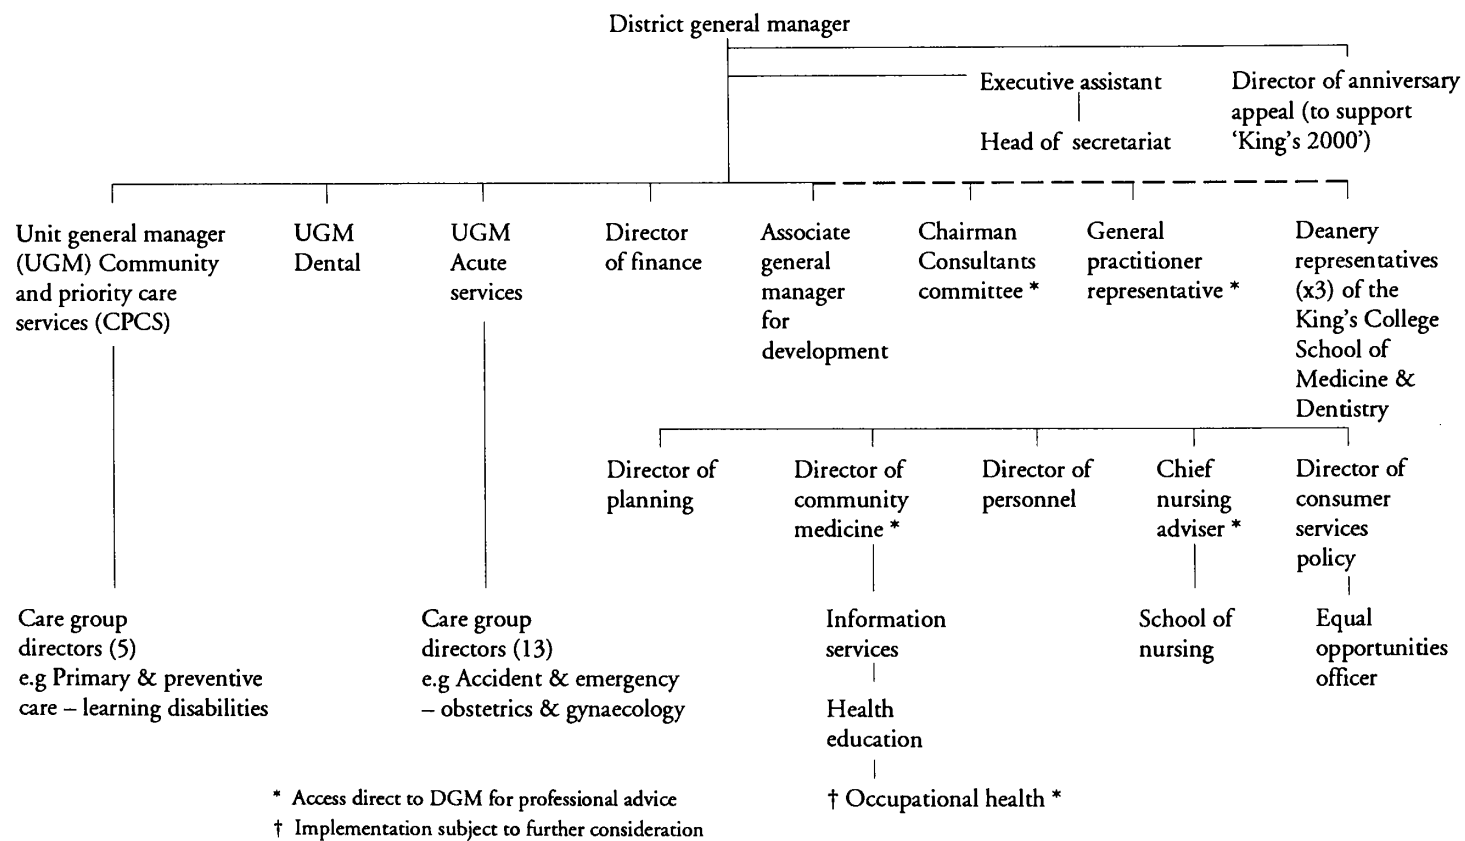 District general manager
Executive assistant
Head of secretariat
Director of anniversary
appeal (to support
‘King’s 2000’)
Unit general manager
(UGM) Community
and priority care
services (CPCS)
UGM
Dental
UGM
Acute
services
Director
of finance
Associate
general
manager
for
development
Chairman
Consultants
committee *
General
practitioner
representative *
Deanery
representatives
(x3) of the
King’s College
School of
Medicine &
Dentistry
Director of
planning
Director of
community
medicine *
Director of
personnel
Chief
nursing
adviser *
Director of
consumer
services
policy
Care group
directors (5)
e.g Primary & preventive
care – learning disabilities
Care group
directors (13)
e.g Accident & emergency
– obstetrics & gynaecology
Information
services
Health
education
† Occupational health *
School of
nursing
Equal
opportunities
officer
* Access direct to DGM for professional advice
† Implementation subject to further consideration